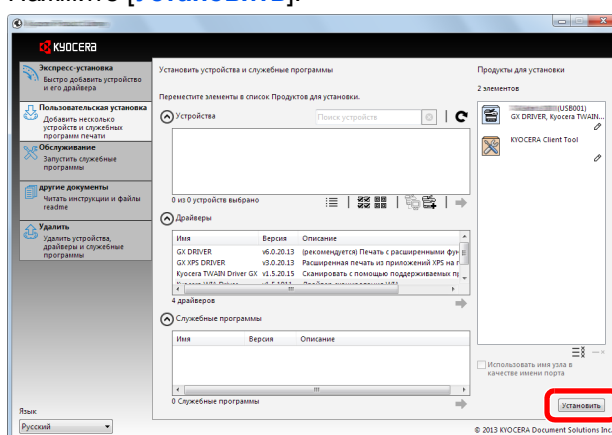 Нажмите [Установить].
KYOCERA
Экспресс-установка
Быстро добавить устройство
и его драйвера
Пользовательская установка
Добавить несколько
устройств и служебных
программ печати
Обслуживание
Запустить служебные
программы
другие документы
Читать инструкции и файлы
readme
Удалить
Удалить устройства,
драйверы и служебные
программы
Язык
Русский
Установить устройства и служебные программы
Переместите элементы в список Продуктов для установки.
Устройства
Поиск устройств
0 из 0 устройств выбрано
Драйверы
Имя Версия Описание
GX DRIVER v6.0.20.13 (рекомендуется) Печать с расширенными фун
GX XPS DRIVER v3.0.20.13 Расширенная печать из приложений XPS на п
Kyocera TWAIN Driver GX v1.5.20.15 Сканировать с помощью поддерживаемых пр
4 драйверов
Служебные программы
Имя Версия Описание
0 Служебные программы
Продукты для установки
2 элементов
(USB001)
GX DRIVER, Kyocera TWAIN...
KYOCERA Client Tool
Использовать имя узла в
качестве имени порта
Установить
© 2013 KYOCERA Document Solutions Inc.